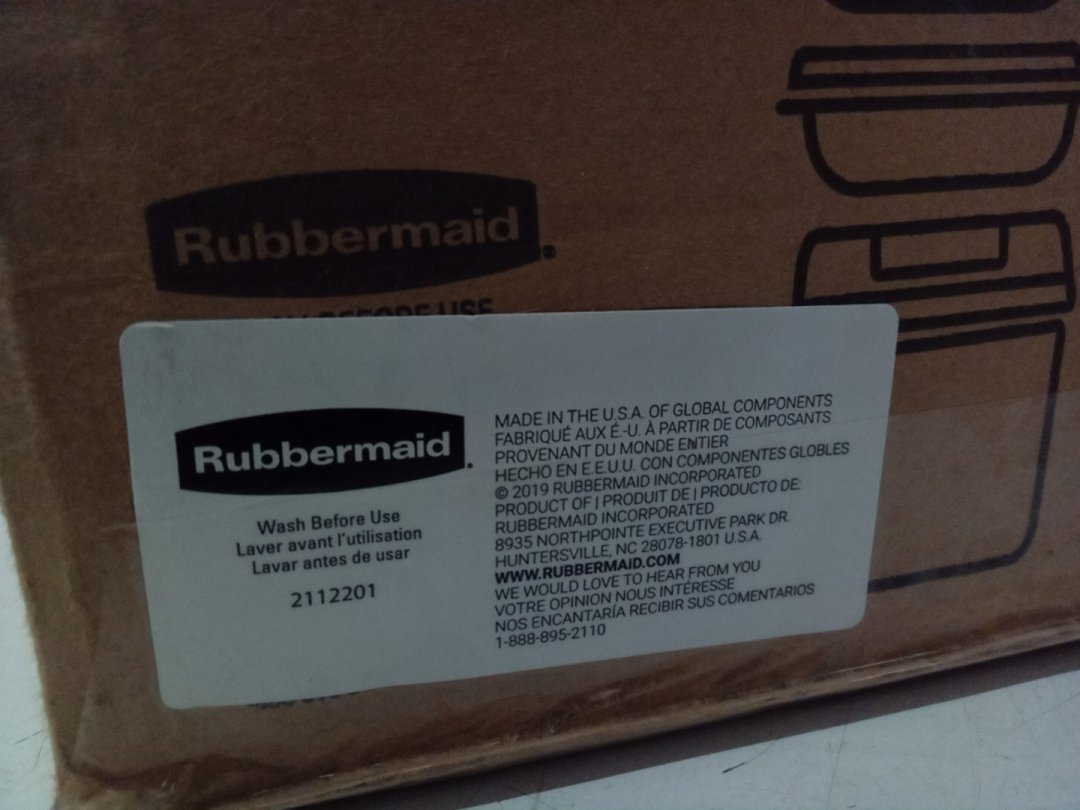 Rubbermaid
BEFORE USE
Rubbermaid
Wash Before Use
Laver avant l'utilisation
Lavar antes de usar
2112201
MADE IN THE U.S.A. OF GLOBAL COMPONENTS
FABRIQUÉ AUX É.-U. À PARTIR DE COMPOSANTS
PROVENANT DU MONDE ENTIER
HECHO EN E.E.U.U. CON COMPONENTES GLOBLES
© 2019 RUBBERMAID INCORPORATED
PRODUCT OF | PRODUIT DE | PRODUCTO DE:
RUBBERMAID INCORPORATED
8935 NORTHPOINTE EXECUTIVE PARK DR.
HUNTERSVILLE, NC 28078-1801 U.S.A.
WWW.RUBBERMAID.COM
WE WOULD LOVE TO HEAR FROM YOU
VOTRE OPINION NOUS INTÉRESSE
NOS ENCANTARÍA RECIBIR SUS COMENTARIOS
1-888-895-2110